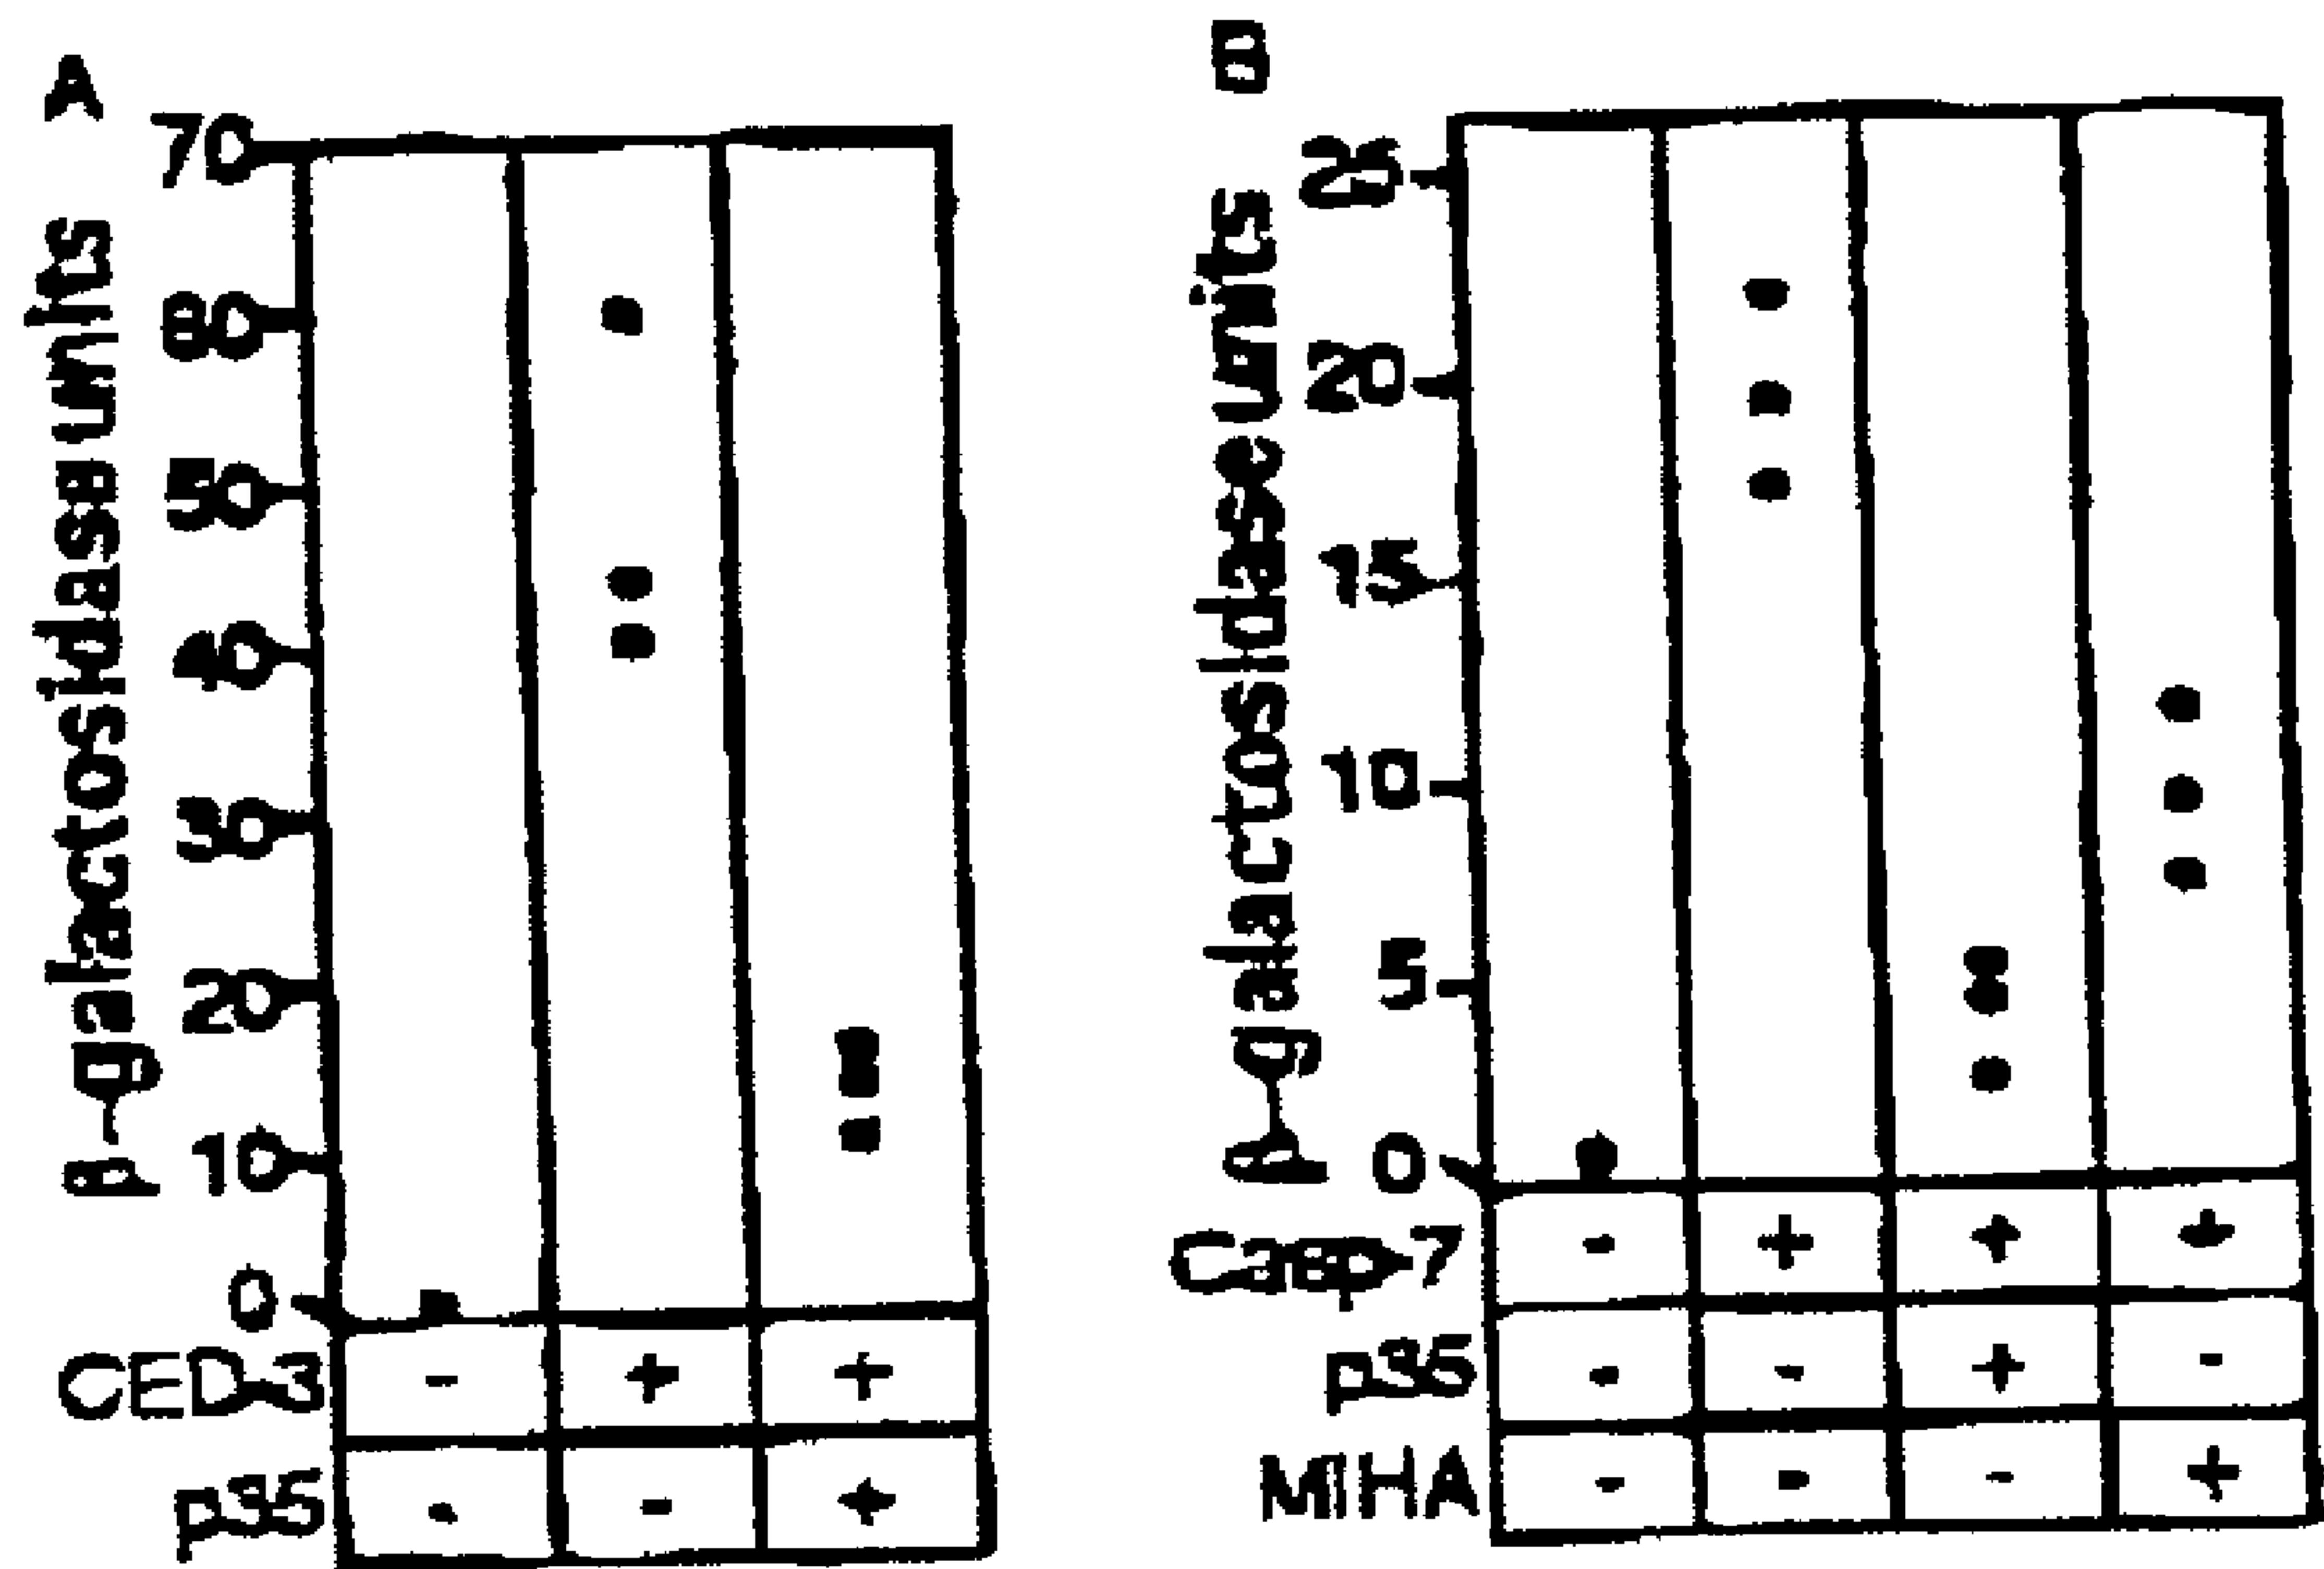 A
β-galactosidase units
70
60
50
40
30
20
10
0
CED-3 - + +
p35 - - +
B
β-galactosidase units
25
20
15
10
5
0
Casp-7 - + + +
p35 - - + -
MIHA - - - +